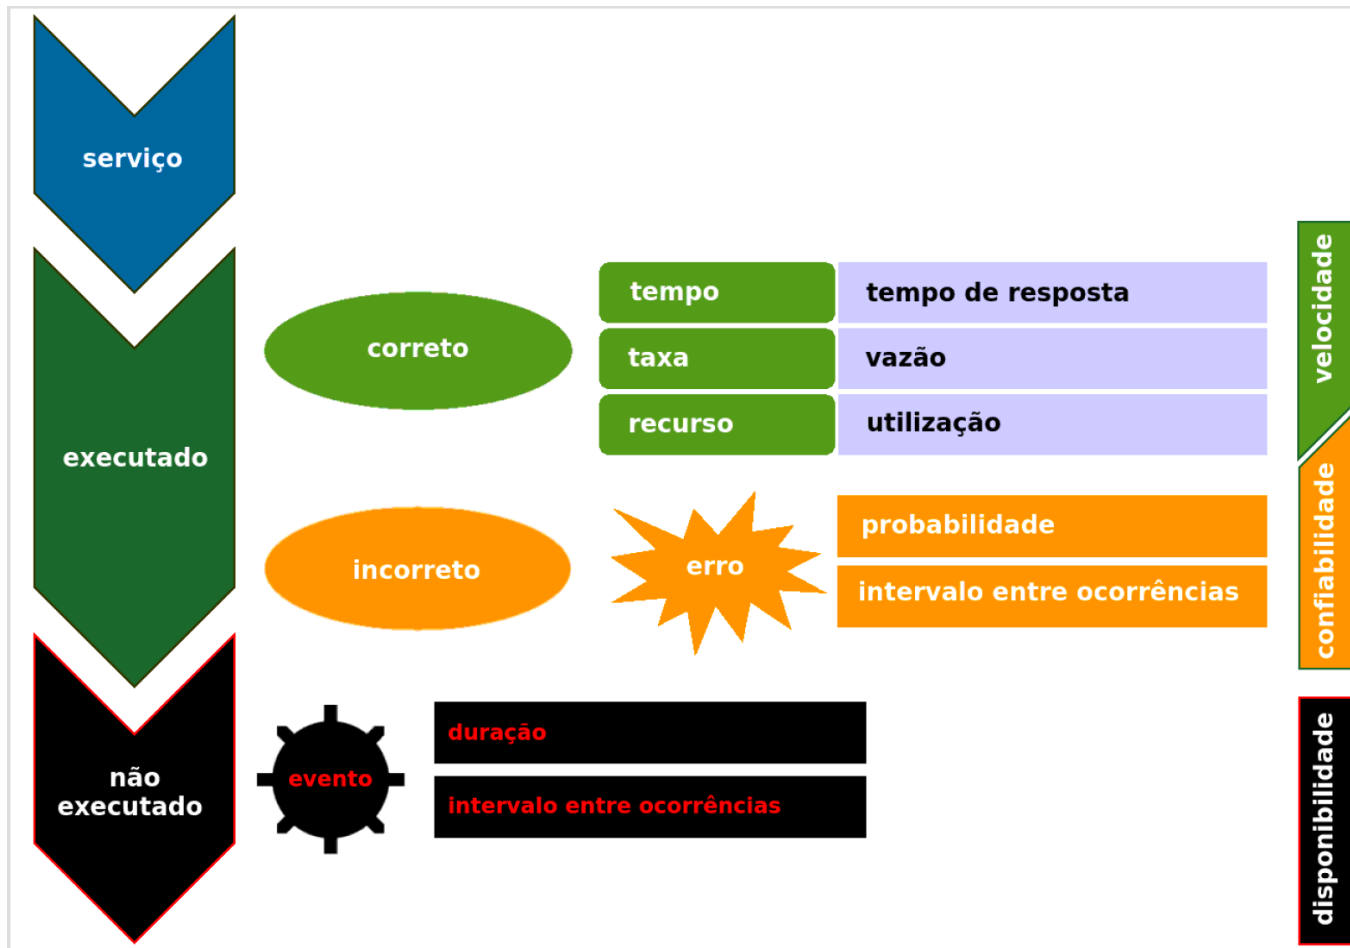 serviço
executado
correto
tempo
tempo de resposta
taxa
vazão
recurso
utilização
velocidade
incorreto
erro
probabilidade
intervalo entre ocorrências
confiabilidade
não
executado
evento
duração
intervalo entre ocorrências
disponibilidade